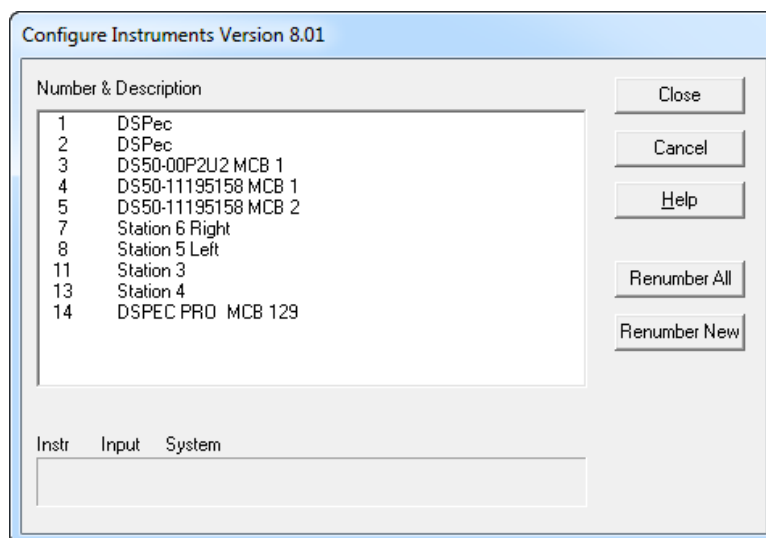 Configure Instruments Version 8.01
Number & Description
1 DSPec
2 DSPec
3 DS50-00P2U2 MCB 1
4 DS50-11195158 MCB 1
5 DS50-11195158 MCB 2
7 Station 6 Right
8 Station 5 Left
11 Station 3
13 Station 4
14 DSPEC PRO MCB 129
Close
Cancel
Help
Renumber All
Renumber New
Instr Input System